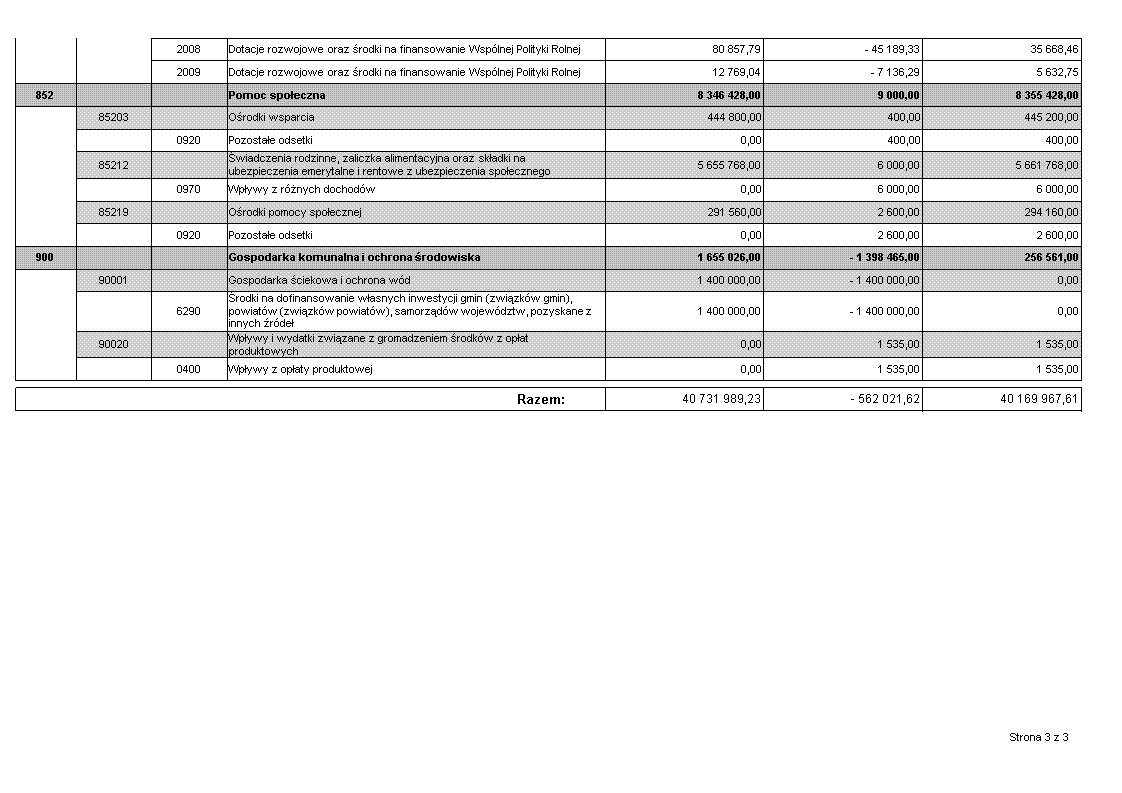 2008 Dotacje rozwojowe oraz środki na finansowanie Wspólnej Polityki Rolnej 80 857,79 - 45 189,33 35 668,46
2009 Dotacje rozwojowe oraz środki na finansowanie Wspólnej Polityki Rolnej 12 769,04 - 7 136,29 5 632,75
852 Pomoc społeczna 8 346 428,00 9 000,00 8 355 428,00
85203 Ośrodki wsparcia 444 800,00 400,00 445 200,00
0920 Pozostałe odsetki 0,00 400,00 400,00
85212 Świadczenia rodzinne, zaliczka alimentacyjna oraz składki na
ubezpieczenia emerytalne i rentowe z ubezpieczenia społecznego 5 655 768,00 6 000,00 5 661 768,00
0970 Wpływy z różnych dochodów 0,00 6 000,00 6 000,00
85219 Ośrodki pomocy społecznej 291 560,00 2 600,00 294 160,00
0920 Pozostałe odsetki 0,00 2 600,00 2 600,00
900 Gospodarka komunalna i ochrona środowiska 1 655 026,00 - 1 398 465,00 256 561,00
90001 Gospodarka ściekowa i ochrona wód 1 400 000,00 - 1 400 000,00 0,00
Środki na dofinansowanie własnych inwestycji gmin (związków gmin),
6290 powiatów (związków powiatów), samorządów województw, pozyskane z 1 400 000,00 - 1 400 000,00 0,00
innych źródeł
90020 Wpływy i wydatki związane z gromadzeniem środków z opłat
produktowych 0,00 1 535,00 1 535,00
0400 Wpływy z opłaty produktowej 0,00 1 535,00 1 535,00
Razem: 40 731 989,23 - 562 021,62 40 169 967,61
Strona 3 z 3